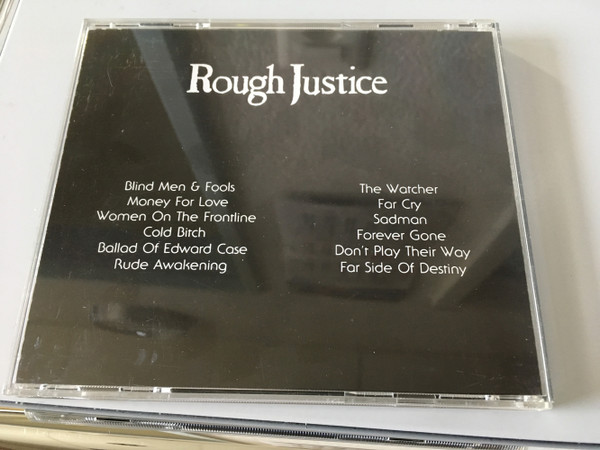 Rough Justice
Blind Men & Fools
Money For Love
Women On The Frontline
Cold Bitch
Ballad Of Edward Case
Rude Awakening
The Watcher
Far Cry
Sadman
Forever Gone
Don't Play Their Way
Far Side Of Destiny